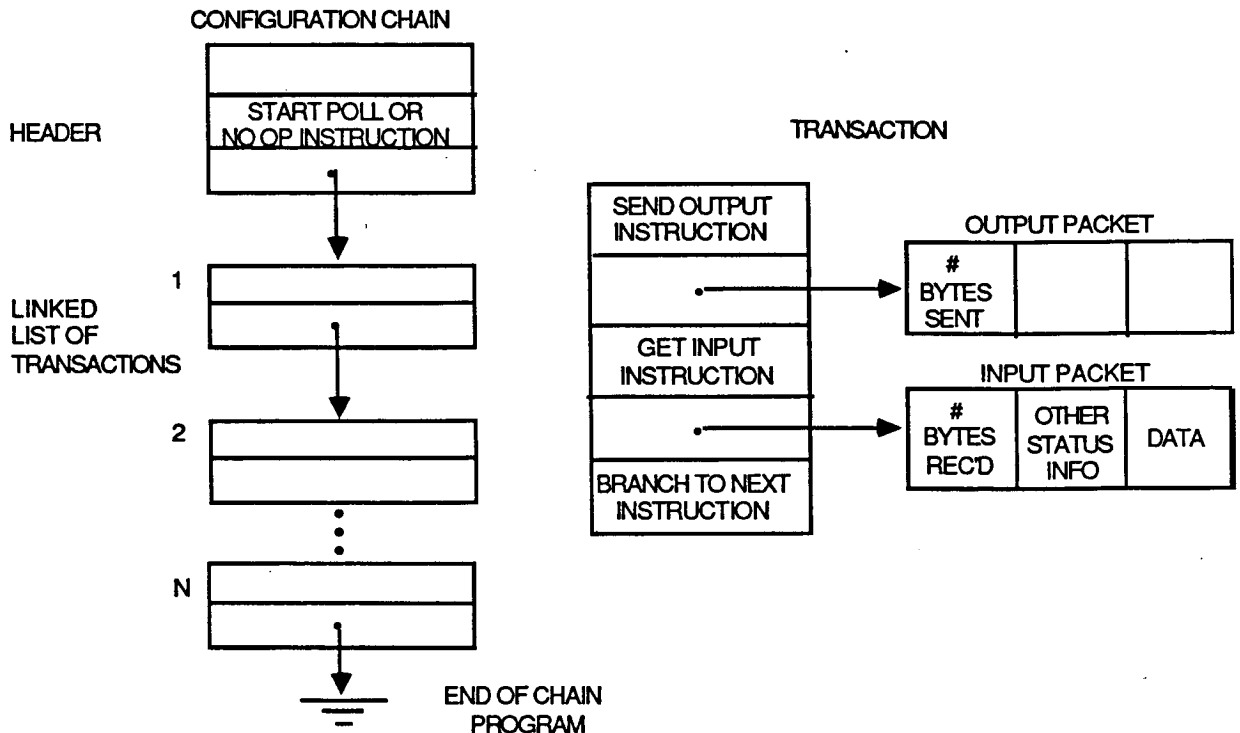 CONFIGURATION CHAIN
HEADER
START POLL OR
NO OP INSTRUCTION
1
LINKED
LIST OF
TRANSACTIONS
2
N
END OF CHAIN
PROGRAM
TRANSACTION
SEND OUTPUT
INSTRUCTION
GET INPUT
INSTRUCTION
BRANCH TO NEXT
INSTRUCTION
OUTPUT PACKET
#
BYTES
SENT
INPUT PACKET
#
BYTES
REC'D
OTHER
STATUS
INFO
DATA